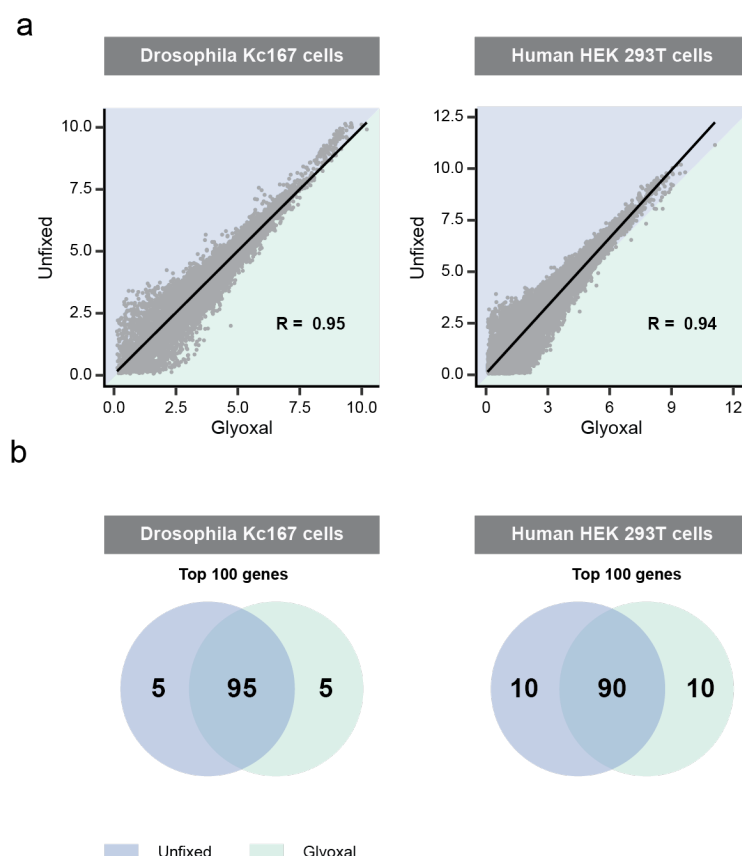 a
Drosophila Kc167 cells
Human HEK 293T cells
10.0
7.5
5.0
2.5
0.0
Unfixed
R = 0.95
0.0 2.5 5.0 7.5 10.0
Glyoxal
12.5
10.0
7.5
5.0
2.5
0.0
Unfixed
R = 0.94
0 3 6 9 12
Glyoxal
b
Drosophila Kc167 cells
Human HEK 293T cells
Top 100 genes
Top 100 genes
5 95 5
10 90 10
Unfixed Glyoxal